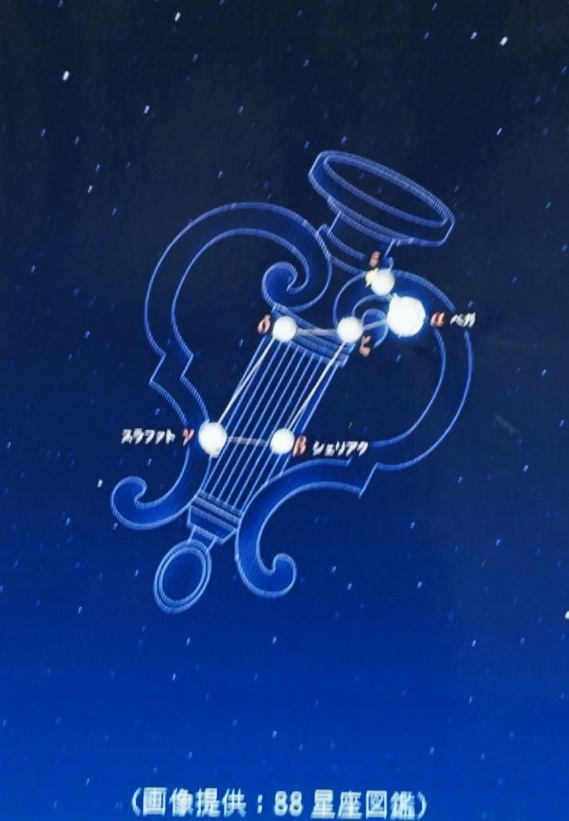 ε
δ
ζ
α ベガ
スラファト γ
β シェリアク
(画像提供：88 星座図鑑)